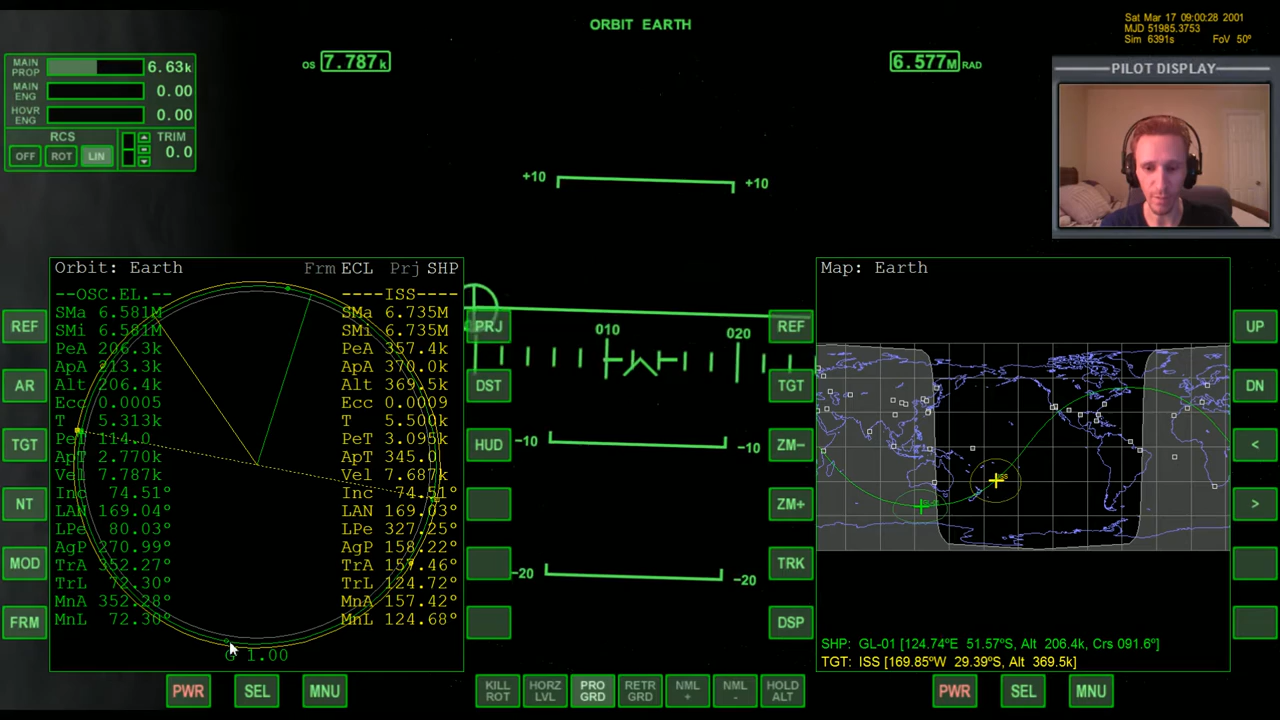 ORBIT EARTH
Sat Mar 17 09:00:28 2001
MJD 51985.3753
Sim 6391s FoV 50°
OS 7.787k
6.577M RAD
MAIN PROP 6.63k
MAIN ENG 0.00
HOVR ENG 0.00
RCS TRIM
OFF ROT LIN 0.0
PILOT DISPLAY
+10 +10
Orbit: Earth Frm ECL Prj SHP
--OSC.EL.-- ----ISS----
SMa 6.581M SMa 6.735M
SMi 6.581M SMi 6.735M
PeA 206.3k PeA 357.4k
ApA 213.3k ApA 370.0k
Alt 206.4k Alt 369.5k
Ecc 0.0005 Ecc 0.0009
T 5.313k T 5.500k
PeT 114.0 PeT 3.095k
ApT 2.770k ApT 345.0
Vel 7.787k Vel 7.687k
Inc 74.51° Inc 74.51°
LAN 169.04° LAN 169.03°
LPe 80.03° LPe 327.25°
AgP 270.99° AgP 158.22°
TrA 352.27° TrA 157.46°
TrL 72.30° TrL 124.72°
MnA 352.28° MnA 157.42°
MnL 72.30° MnL 124.68°
G 1.00
REF
AR
TGT
NT
MOD
FRM
PRJ
DST
HUD
PWR SEL MNU
010 020
-10 -10
-20 -20
KILL ROT
HORZ LVL
PRO GRD
RETR GRD
NML +
NML -
HOLD ALT
Map: Earth
REF
TGT
ZM-
ZM+
TRK
DSP
UP
DN
<
>
ISS
SHP: GL-01 [124.74°E 51.57°S, Alt 206.4k, Crs 091.6°]
TGT: ISS [169.85°W 29.39°S, Alt 369.5k]
PWR SEL MNU